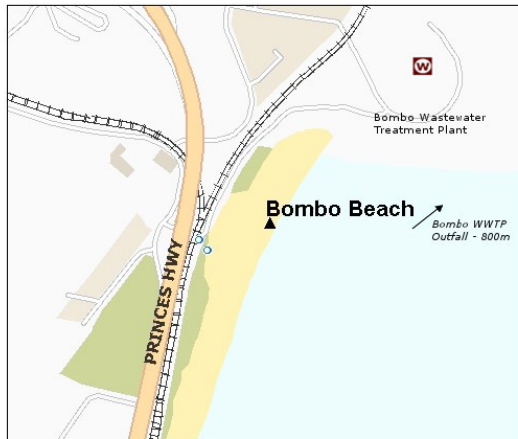 W
Bombo Wastewater
Treatment Plant
Bombo Beach
Bombo WWTP
Outfall - 800m
PRINCES HWY